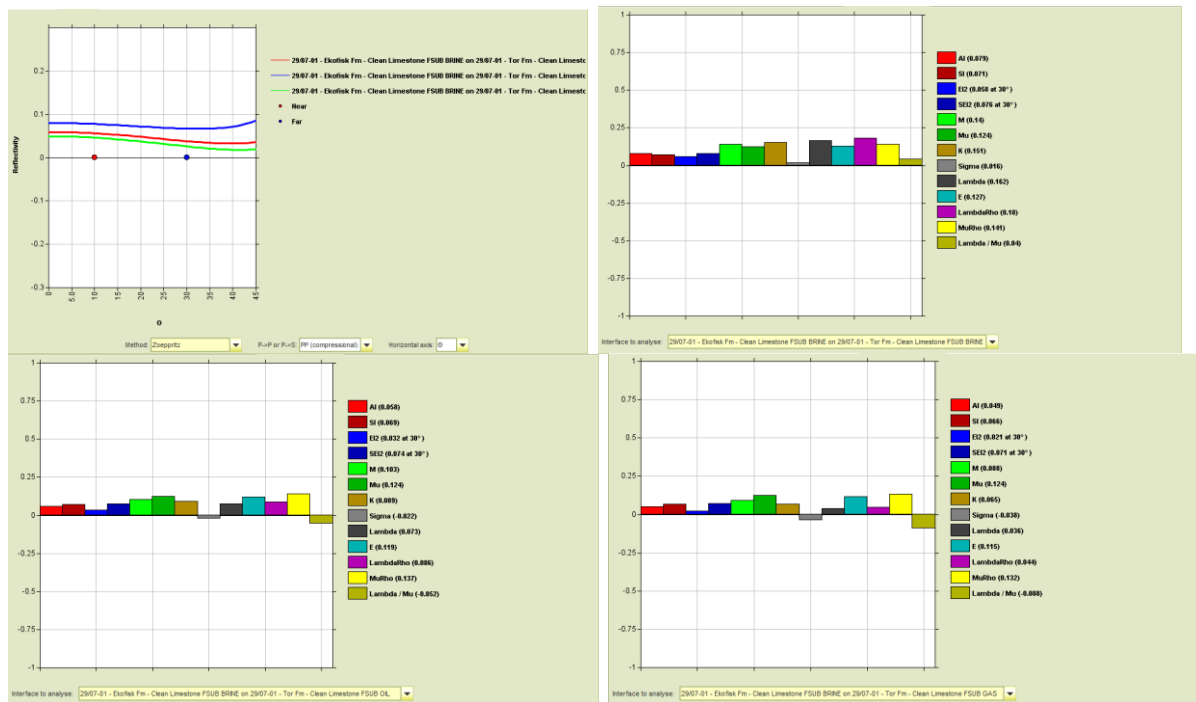 0.2
0.1
0
-0.1
-0.2
-0.3
Reflectivity
0
5.0
10
15
20
25
30
35
40
45
θ
29/07-01 - Ekofisk Fm - Clean Limestone FSUB BRINE on 29/07-01 - Tor Fm - Clean Limestc
29/07-01 - Ekofisk Fm - Clean Limestone FSUB BRINE on 29/07-01 - Tor Fm - Clean Limestc
29/07-01 - Ekofisk Fm - Clean Limestone FSUB BRINE on 29/07-01 - Tor Fm - Clean Limestc
Near
Far
Method: Zoeppritz P->P or P->S: PP (compressional) Horizontal axis: θ
1
0.75
0.5
0.25
0
-0.25
-0.5
-0.75
-1
AI (0.079)
SI (0.071)
EI2 (0.058 at 30°)
SEI2 (0.076 at 30°)
M (0.14)
Mu (0.124)
K (0.151)
Sigma (0.016)
Lambda (0.162)
E (0.127)
LambdaRho (0.18)
MuRho (0.141)
Lambda / Mu (0.04)
Interface to analyse: 29/07-01 - Ekofisk Fm - Clean Limestone FSUB BRINE on 29/07-01 - Tor Fm - Clean Limestone FSUB BRINE
1
0.75
0.5
0.25
0
-0.25
-0.5
-0.75
-1
AI (0.058)
SI (0.069)
EI2 (0.032 at 30°)
SEI2 (0.074 at 30°)
M (0.103)
Mu (0.124)
K (0.089)
Sigma (-0.022)
Lambda (0.073)
E (0.119)
LambdaRho (0.086)
MuRho (0.137)
Lambda / Mu (-0.052)
Interface to analyse: 29/07-01 - Ekofisk Fm - Clean Limestone FSUB BRINE on 29/07-01 - Tor Fm - Clean Limestone FSUB OIL
1
0.75
0.5
0.25
0
-0.25
-0.5
-0.75
-1
AI (0.049)
SI (0.066)
EI2 (0.021 at 30°)
SEI2 (0.071 at 30°)
M (0.088)
Mu (0.124)
K (0.065)
Sigma (-0.038)
Lambda (0.036)
E (0.115)
LambdaRho (0.044)
MuRho (0.132)
Lambda / Mu (-0.088)
Interface to analyse: 29/07-01 - Ekofisk Fm - Clean Limestone FSUB BRINE on 29/07-01 - Tor Fm - Clean Limestone FSUB GAS